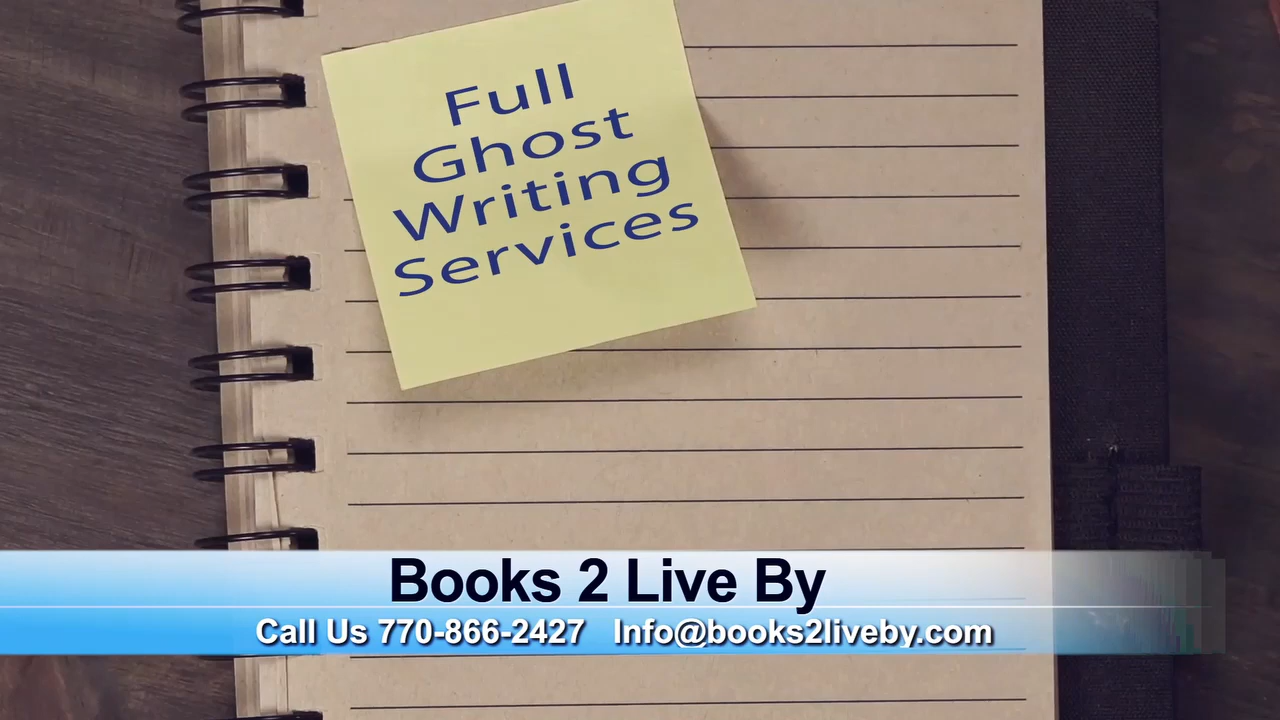 Full
Ghost
Writing
Services
Books 2 Live By
Call Us 770-866-2427 Info@books2liveby.com